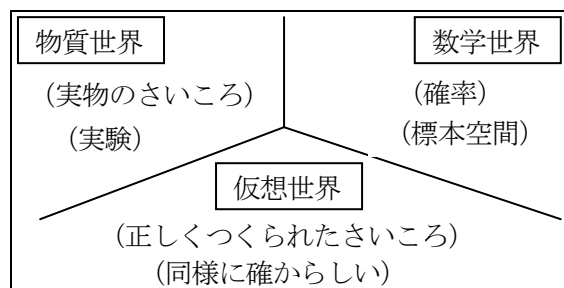 物質世界
(実物のさいころ)
(実験)
数学世界
(確率)
(標本空間)
仮想世界
(正しくつくられたさいころ)
(同様に確からしい)